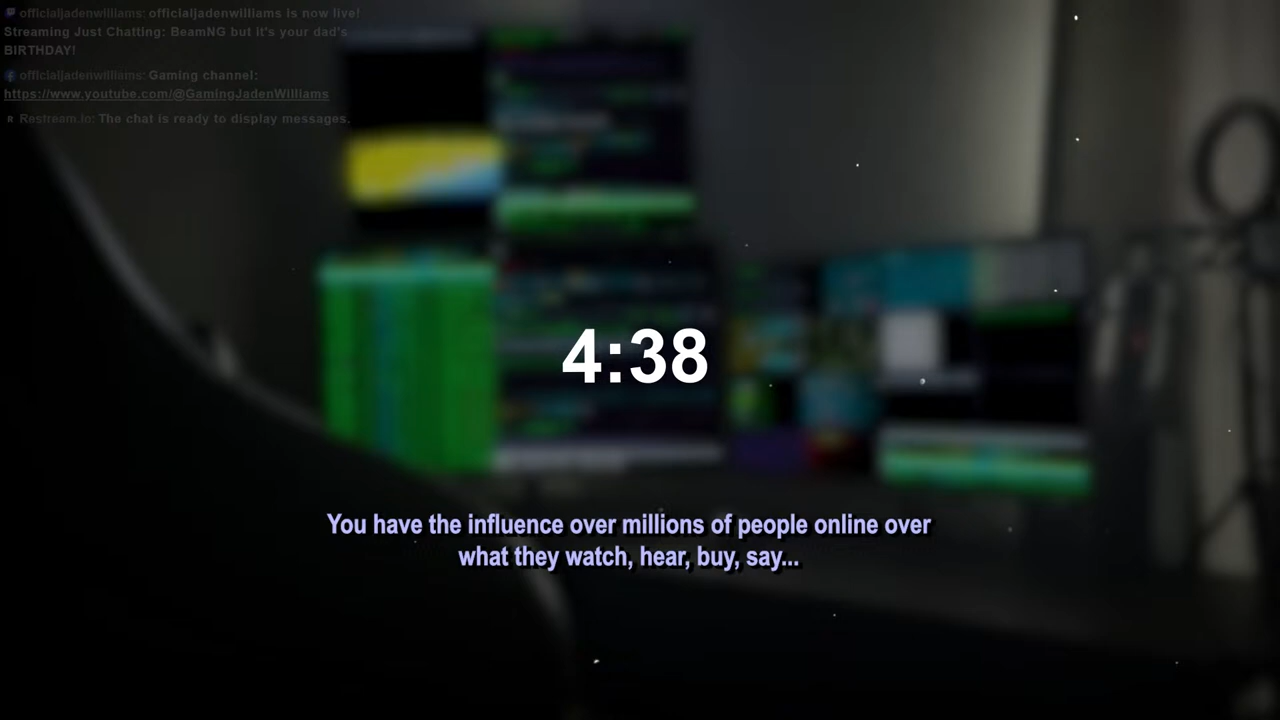 officialjadenwilliams: officialjadenwilliams is now live!
Streaming Just Chatting: BeamNG but it's your dad's
BIRTHDAY!
officialjadenwilliams: Gaming channel:
https://www.youtube.com/@GamingJadenWilliams
Restream.io: The chat is ready to display messages.
4:38
You have the influence over millions of people online over
what they watch, hear, buy, say...